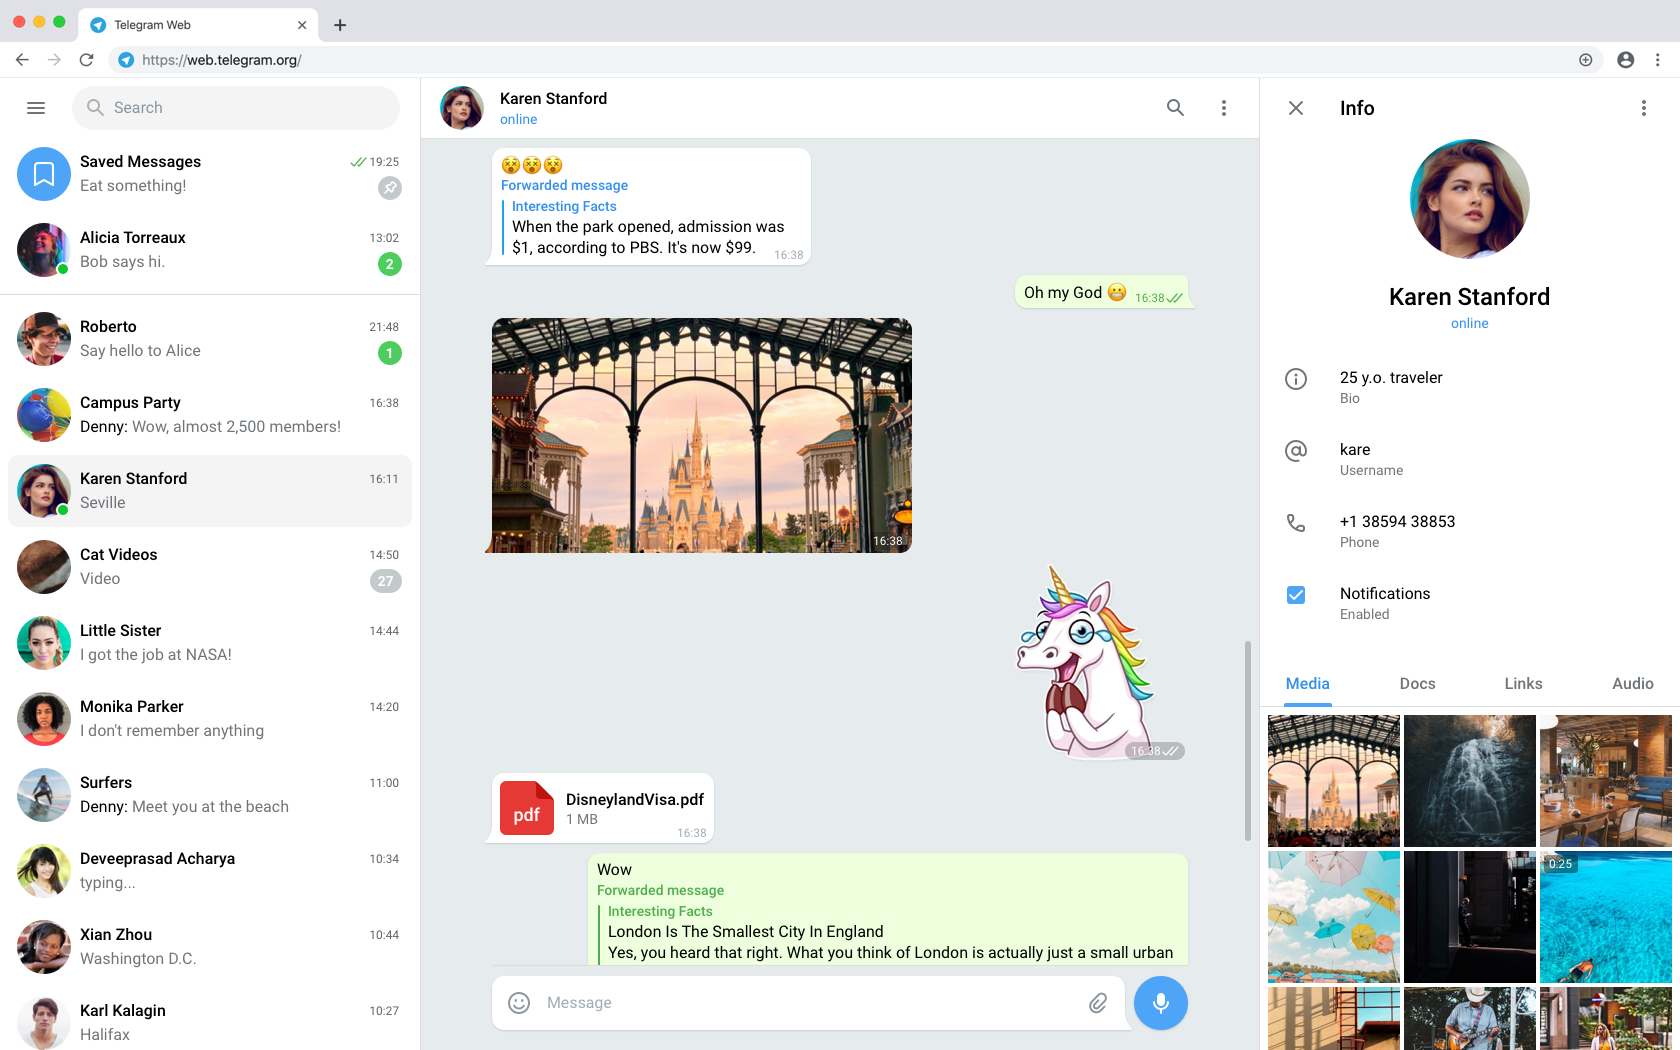 Telegram Web
https://web.telegram.org/
Search
Saved Messages
19:25
Eat something!
Alicia Torreaux
13:02
Bob says hi.
2
Roberto
21:48
Say hello to Alice
1
Campus Party
16:38
Denny: Wow, almost 2,500 members!
Karen Stanford
16:11
Seville
Cat Videos
14:50
Video
27
Little Sister
14:44
I got the job at NASA!
Monika Parker
14:20
I don't remember anything
Surfers
11:00
Denny: Meet you at the beach
Deveeprasad Acharya
10:34
typing...
Xian Zhou
10:44
Washington D.C.
Karl Kalagin
10:27
Halifax
Karen Stanford
online
😵😵😵
Forwarded message
Interesting Facts
When the park opened, admission was
$1, according to PBS. It's now $99.
16:38
Oh my God 😬 16:38
16:38
16:38
pdf
DisneylandVisa.pdf
1 MB
16:38
Wow
Forwarded message
Interesting Facts
London Is The Smallest City In England
Yes, you heard that right. What you think of London is actually just a small urban
Message
Info
Karen Stanford
online
25 y.o. traveler
Bio
kare
Username
+1 38594 38853
Phone
Notifications
Enabled
Media
Docs
Links
Audio
0:25